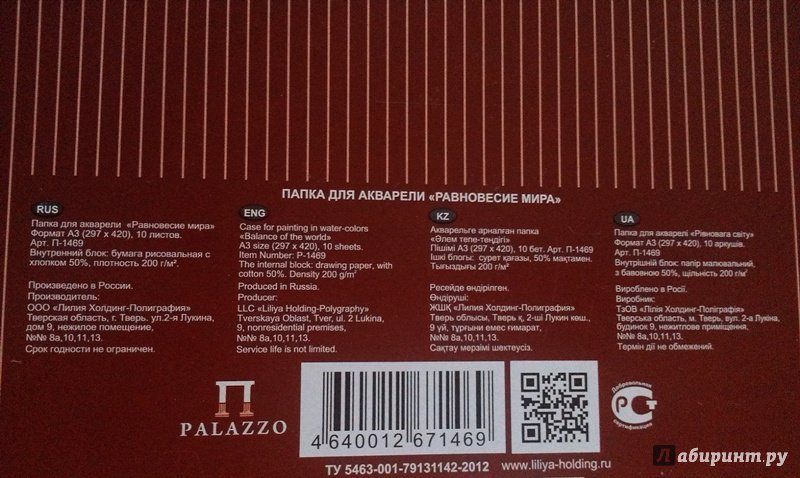 ПАПКА ДЛЯ АКВАРЕЛИ «РАВНОВЕСИЕ МИРА»
RUS
Папка для акварели «Равновесие мира»
Формат А3 (297 х 420), 10 листов.
Арт. П-1469
Внутренний блок: бумага рисовальная с
хлопком 50%, плотность 200 г/м².
Произведено в России.
Производитель:
ООО «Лилия Холдинг-Полиграфия»
Тверская область, г. Тверь. ул.2-я Лукина,
дом 9, нежилое помещение,
№№ 8а,10,11,13.
Срок годности не ограничен.
ENG
Case for painting in water-colors
«Balance of the world»
A3 size (297 x 420), 10 sheets.
Item Number: P-1469
The internal block: drawing paper, with
cotton 50%. Density 200 g/m²
Produced in Russia.
Producer:
LLC «Liliya Holding-Polygraphy»
Tverskaya Oblast, Tver, ul. 2 Lukina,
9, nonresidential premises,
№№ 8a,10,11,13.
Service life is not limited.
KZ
Акварельге арналған папка
«Әлем тепе-теңдігі»
Пішімі А3 (297 х 420), 10 бет. Арт. П-1469
Ішкі блогы: сурет қағазы, 50% мақтамен.
Тығыздығы 200 г/м².
Ресейде өндірілген.
Өндіруші:
ЖШҚ «Лилия Холдинг-Полиграфия»
Тверь облысы, Тверь қ, 2-ші Лукин көш.,
9 үй, тұрғыны емес ғимарат,
№№ 8а,10,11,13.
Сақтау мерзімі шектеусіз.
UA
Папка для акварелі «Рівновага світу»
Формат А3 (297 х 420), 10 аркушів.
Арт. П-1469
Внутрішній блок: папір малювальний,
з бавовною 50%, щільність 200 г/м²
Вироблено в Росії.
Виробник:
ТзОВ «Лілія Холдинг-Полиграфия»
Тверська область, м. Тверь, вул. 2-а Лукіна,
будинок 9, нежитлове приміщення,
№№ 8а,10,11,13.
Термін дії не обмежений.
PALAZZO
4 640012 671469
ТУ 5463-001-79131142-2012
www.liliya-holding.ru
Добровольная
сертификация
Лабиринт.ру